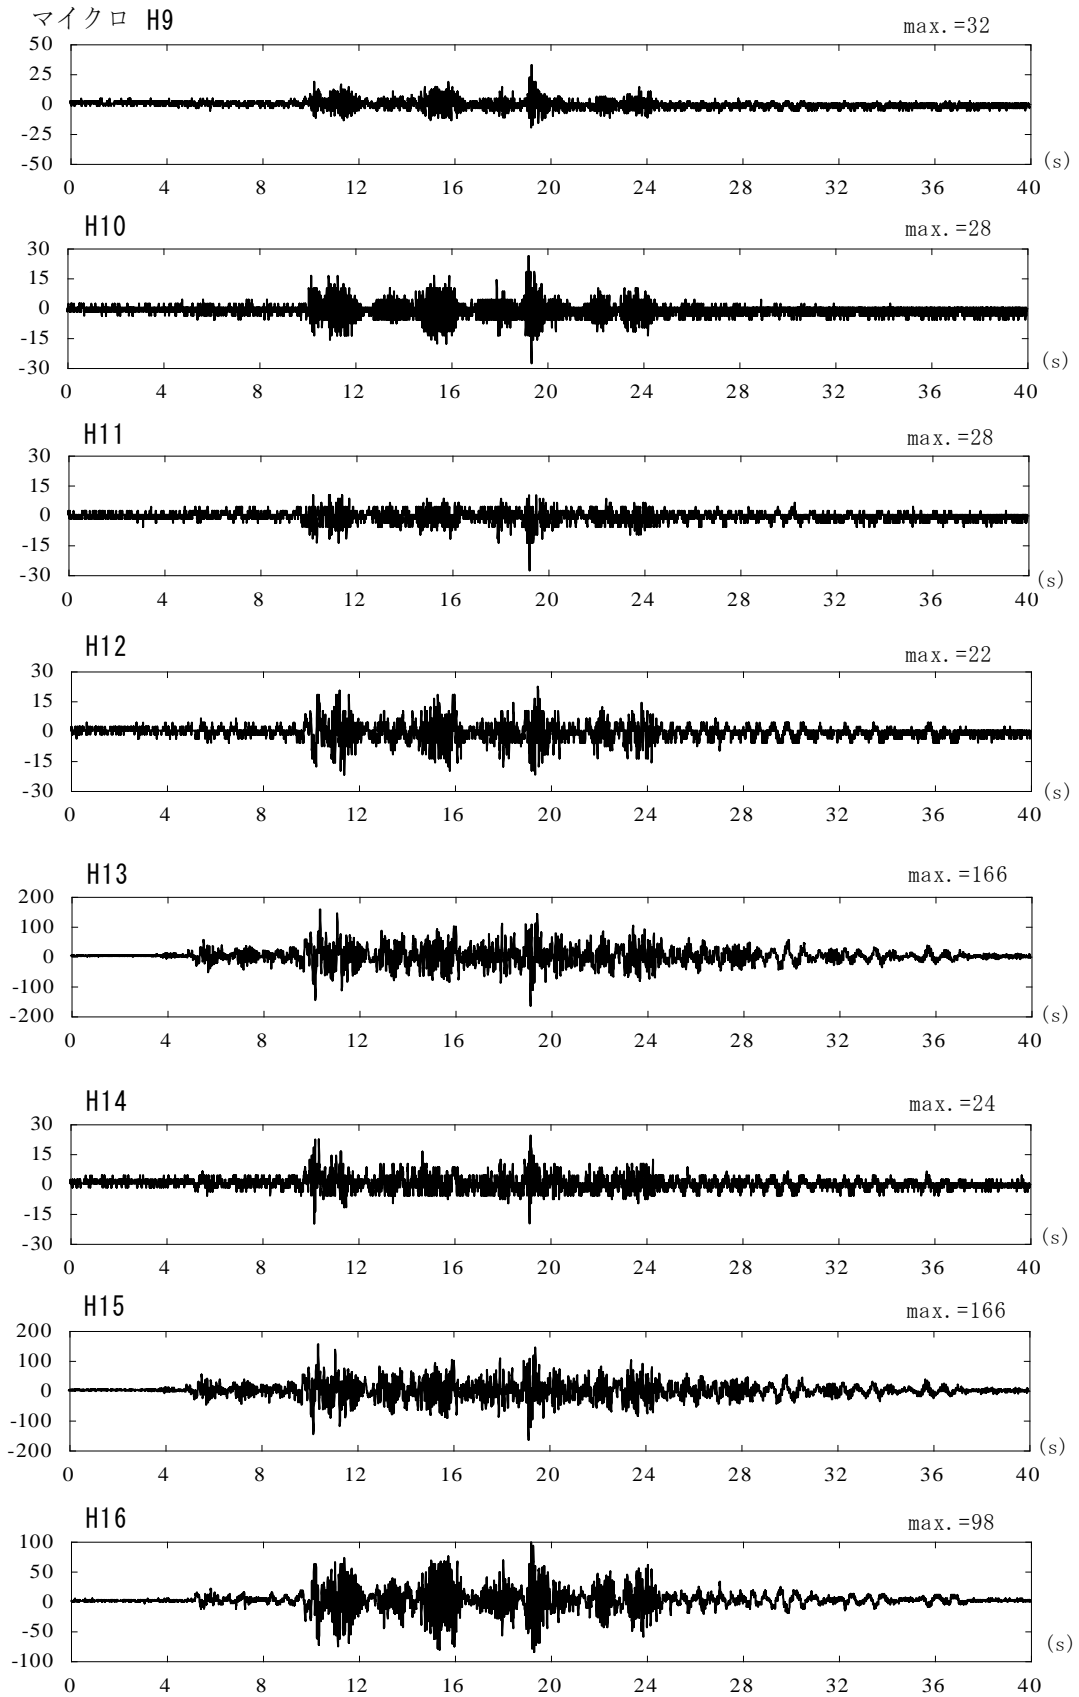 マイクロ H9 max.=32
50
25
0
-25
-50
(s)
0 4 8 12 16 20 24 28 32 36 40
H10 max.=28
30
15
0
-15
-30
(s)
0 4 8 12 16 20 24 28 32 36 40
H11 max.=28
30
15
0
-15
-30
(s)
0 4 8 12 16 20 24 28 32 36 40
H12 max.=22
30
15
0
-15
-30
(s)
0 4 8 12 16 20 24 28 32 36 40
H13 max.=166
200
100
0
-100
-200
(s)
0 4 8 12 16 20 24 28 32 36 40
H14 max.=24
30
15
0
-15
-30
(s)
0 4 8 12 16 20 24 28 32 36 40
H15 max.=166
200
100
0
-100
-200
(s)
0 4 8 12 16 20 24 28 32 36 40
H16 max.=98
100
50
0
-50
-100
(s)
0 4 8 12 16 20 24 28 32 36 40